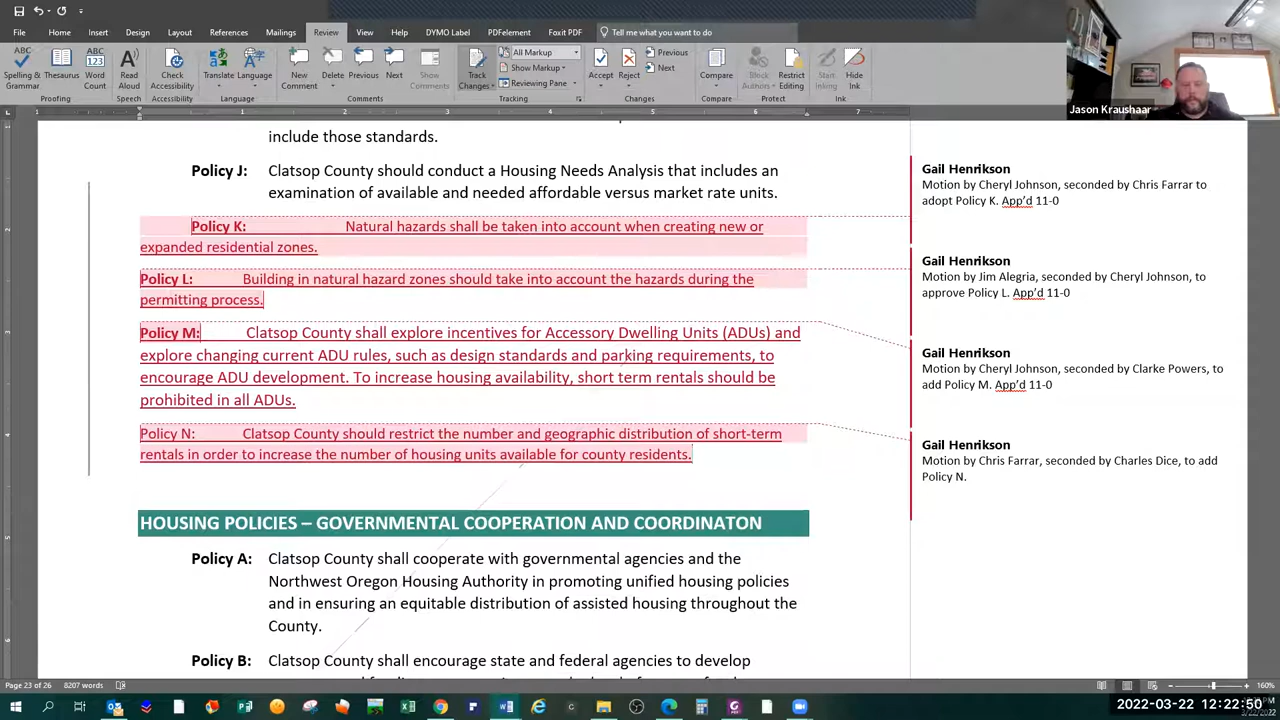 File Home Insert Design Layout References Mailings Review View Help DYMO Label PDFelement Foxit PDF Tell me what you want to do
Spelling & Grammar Thesaurus Word Count Read Aloud Check Accessibility Translate Language New Comment Delete Previous Next Show Comments Track Changes All Markup Show Markup Reviewing Pane Accept Reject Previous Next Compare Block Authors Restrict Editing Start Inking Hide Ink
Proofing Speech Accessibility Language Comments Tracking Changes Compare Protect Ink
Jason Kraushaar
include those standards.
Policy J: Clatsop County should conduct a Housing Needs Analysis that includes an
examination of available and needed affordable versus market rate units.
Policy K: Natural hazards shall be taken into account when creating new or
expanded residential zones.
Policy L: Building in natural hazard zones should take into account the hazards during the
permitting process.
Policy M: Clatsop County shall explore incentives for Accessory Dwelling Units (ADUs) and
explore changing current ADU rules, such as design standards and parking requirements, to
encourage ADU development. To increase housing availability, short term rentals should be
prohibited in all ADUs.
Policy N: Clatsop County should restrict the number and geographic distribution of short-term
rentals in order to increase the number of housing units available for county residents.
HOUSING POLICIES – GOVERNMENTAL COOPERATION AND COORDINATON
Policy A: Clatsop County shall cooperate with governmental agencies and the
Northwest Oregon Housing Authority in promoting unified housing policies
and in ensuring an equitable distribution of assisted housing throughout the
County.
Policy B: Clatsop County shall encourage state and federal agencies to develop
Gail Henrikson
Motion by Cheryl Johnson, seconded by Chris Farrar to
adopt Policy K. App'd 11-0
Gail Henrikson
Motion by Jim Alegria, seconded by Cheryl Johnson, to
approve Policy L. App'd 11-0
Gail Henrikson
Motion by Cheryl Johnson, seconded by Clarke Powers, to
add Policy M. App'd 11-0
Gail Henrikson
Motion by Chris Farrar, seconded by Charles Dice, to add
Policy N.
Page 23 of 26 8207 words 160%
2022-03-22 12:22:50